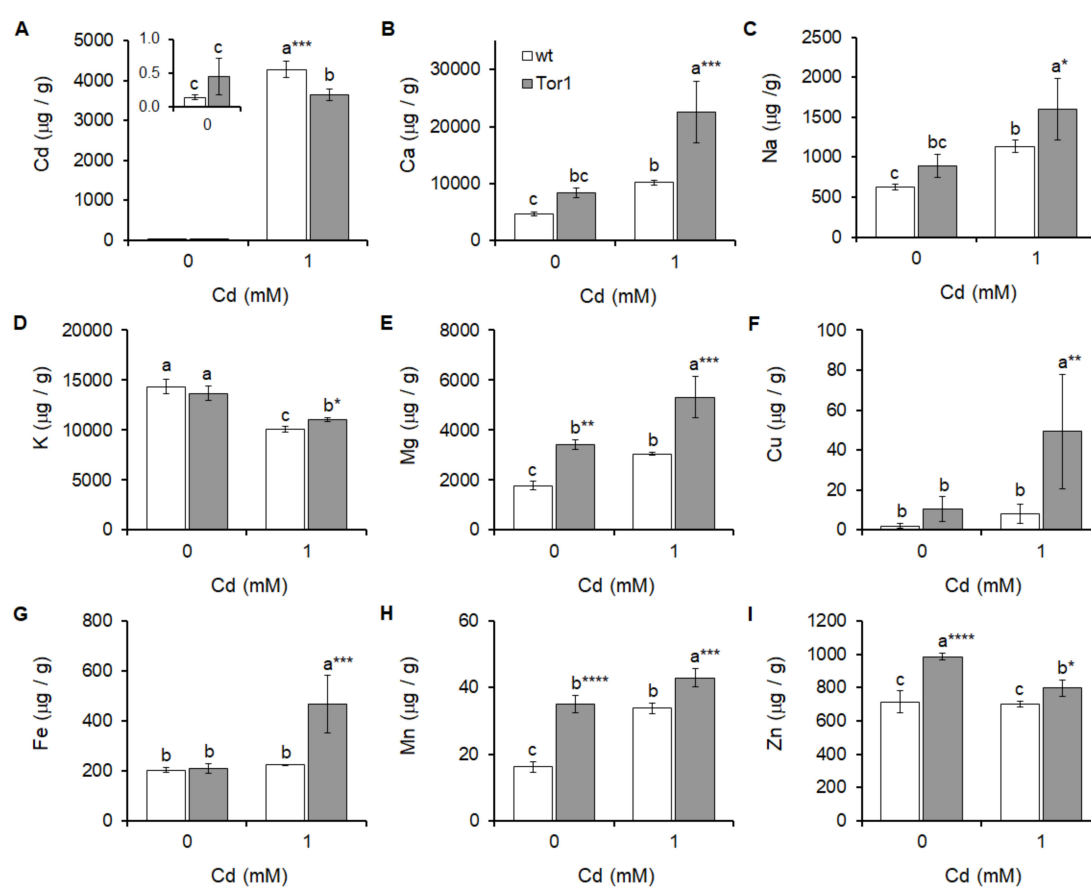 A
Cd (μg / g)
5000
4000
3000
2000
1000
0
1.0
0.5
0.0
c
c
0
a***
b
0
1
Cd (mM)
B
Ca (μg / g)
30000
20000
10000
0
wt
Tor1
c
bc
b
a***
0
1
Cd (mM)
C
Na (μg /g)
2500
2000
1500
1000
500
0
c
bc
b
a*
0
1
Cd (mM)
D
K (μg / g)
20000
15000
10000
5000
0
a
a
c
b*
0
1
Cd (mM)
E
Mg (μg / g)
8000
6000
4000
2000
0
c
b**
b
a***
0
1
Cd (mM)
F
Cu (μg / g)
100
80
60
40
20
0
b
b
b
a**
0
1
Cd (mM)
G
Fe (μg / g)
800
600
400
200
0
b
b
b
a***
0
1
Cd (mM)
H
Mn (μg / g)
60
40
20
0
c
b****
b
a***
0
1
Cd (mM)
I
Zn (μg / g)
1200
1000
800
600
400
200
0
c
a****
c
b*
0
1
Cd (mM)